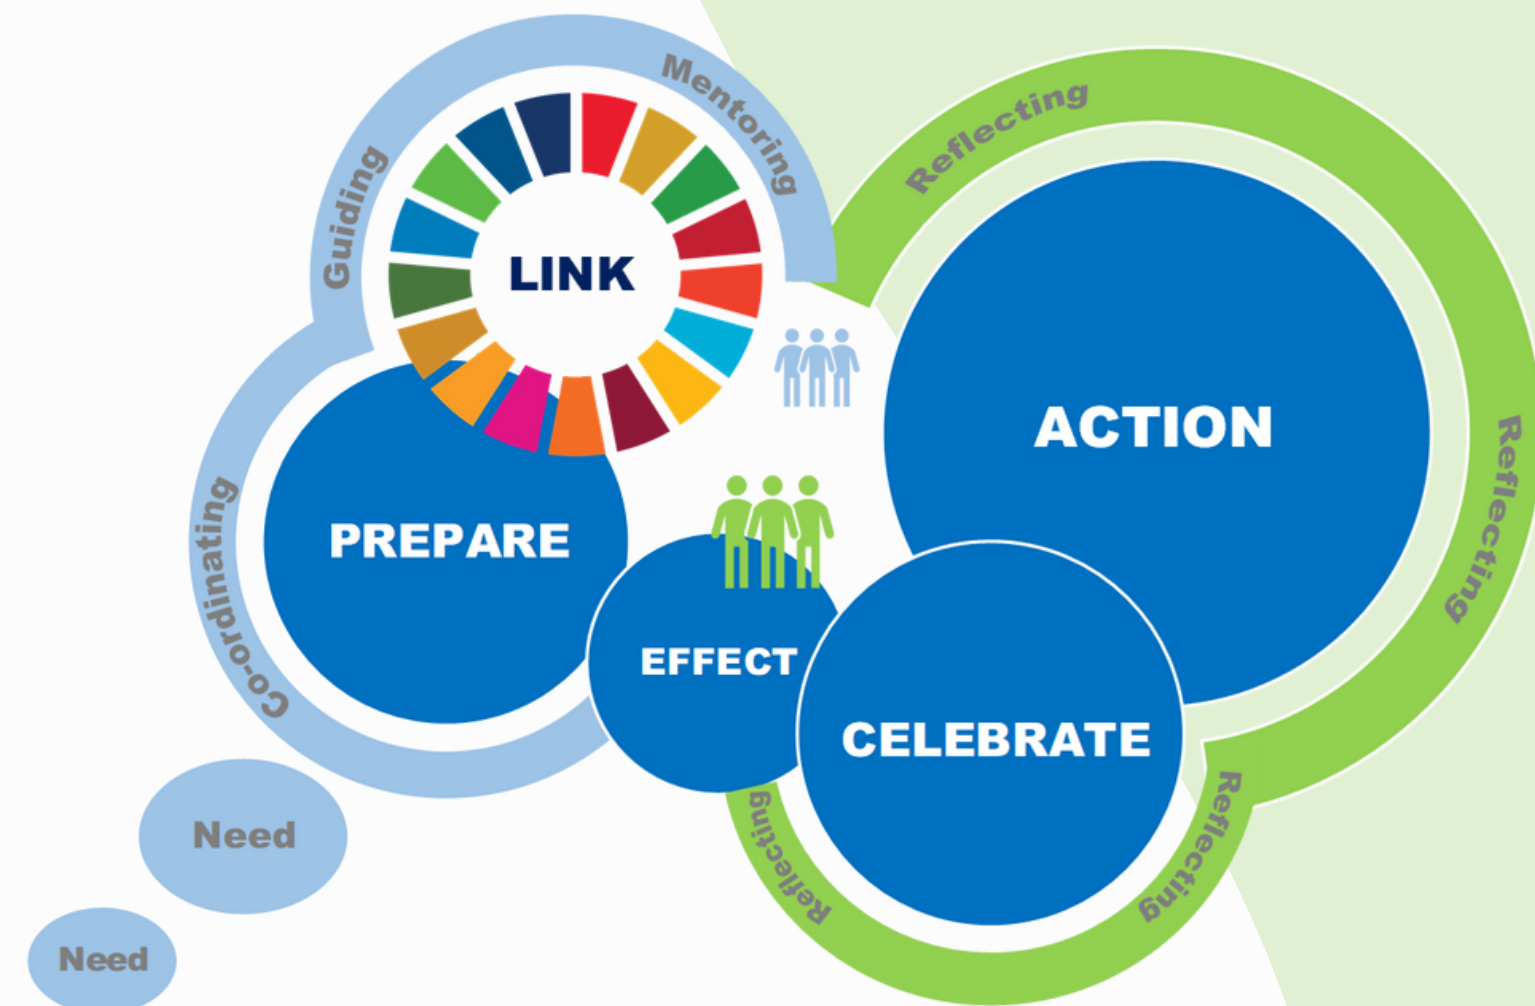 Guiding
Mentoring
LINK
Reflecting
ACTION
Reflecting
PREPARE
Co-ordinating
EFFECT
CELEBRATE
Reflecting
Reflecting
Need
Need